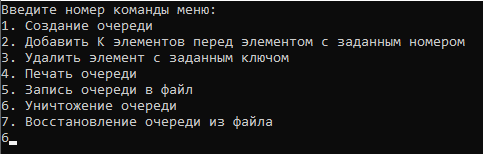 Введите номер команды меню:
1. Создание очереди
2. Добавить К элементов перед элементом с заданным номером
3. Удалить элемент с заданным ключом
4. Печать очереди
5. Запись очереди в файл
6. Уничтожение очереди
7. Восстановление очереди из файла
6